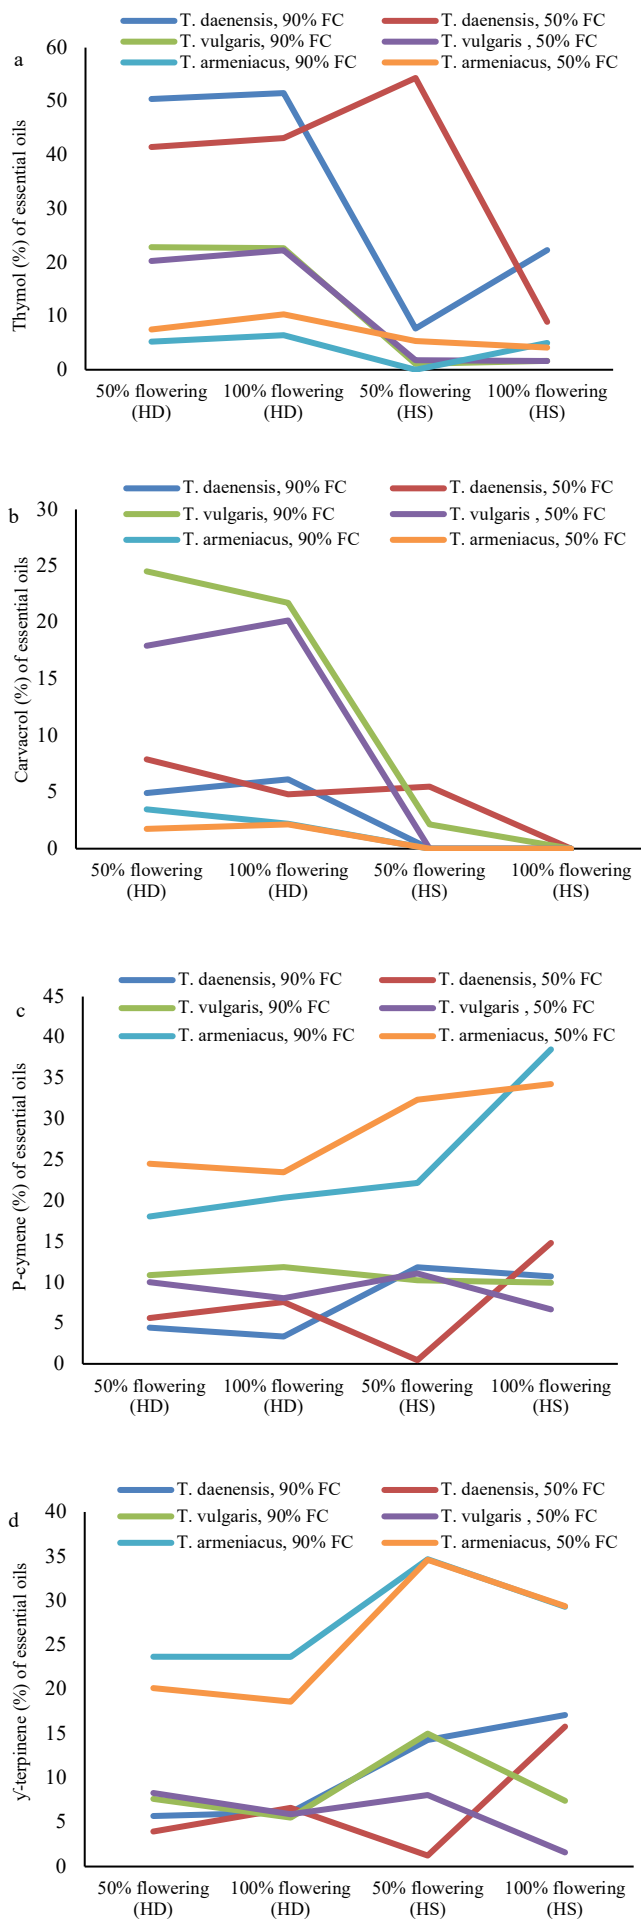 a
T. daenensis, 90% FC T. daenensis, 50% FC
T. vulgaris, 90% FC T. vulgaris , 50% FC
T. armeniacus, 90% FC T. armeniacus, 50% FC
Thymol (%) of essential oils
60
50
40
30
20
10
0
50% flowering (HD)
100% flowering (HD)
50% flowering (HS)
100% flowering (HS)
b
T. daenensis, 90% FC T. daenensis, 50% FC
T. vulgaris, 90% FC T. vulgaris , 50% FC
T. armeniacus, 90% FC T. armeniacus, 50% FC
Carvacrol (%) of essential oils
30
25
20
15
10
5
0
50% flowering (HD)
100% flowering (HD)
50% flowering (HS)
100% flowering (HS)
c
T. daenensis, 90% FC T. daenensis, 50% FC
T. vulgaris, 90% FC T. vulgaris , 50% FC
T. armeniacus, 90% FC T. armeniacus, 50% FC
P-cymene (%) of essential oils
45
40
35
30
25
20
15
10
5
0
50% flowering (HD)
100% flowering (HD)
50% flowering (HS)
100% flowering (HS)
d
T. daenensis, 90% FC T. daenensis, 50% FC
T. vulgaris, 90% FC T. vulgaris , 50% FC
T. armeniacus, 90% FC T. armeniacus, 50% FC
ý-terpinene (%) of essential oils
40
35
30
25
20
15
10
5
0
50% flowering (HD)
100% flowering (HD)
50% flowering (HS)
100% flowering (HS)